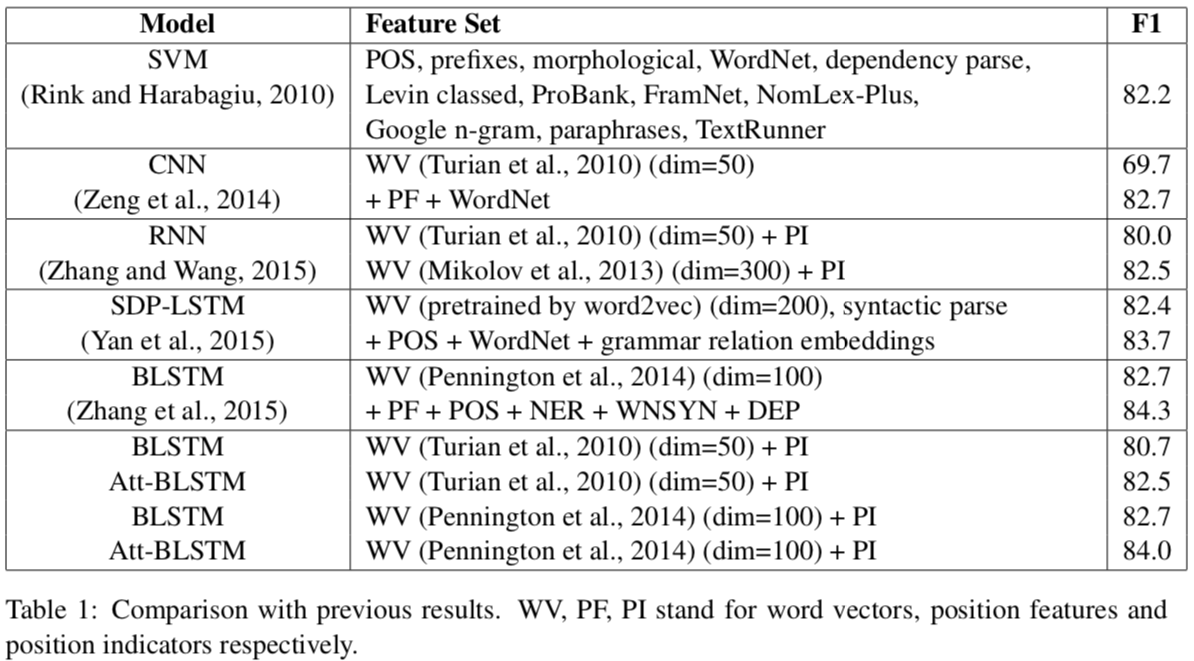 Model Feature Set F1
SVM POS, prefixes, morphological, WordNet, dependency parse,
(Rink and Harabagiu, 2010) Levin classed, ProBank, FramNet, NomLex-Plus, 82.2
Google n-gram, paraphrases, TextRunner
CNN WV (Turian et al., 2010) (dim=50) 69.7
(Zeng et al., 2014) + PF + WordNet 82.7
RNN WV (Turian et al., 2010) (dim=50) + PI 80.0
(Zhang and Wang, 2015) WV (Mikolov et al., 2013) (dim=300) + PI 82.5
SDP-LSTM WV (pretrained by word2vec) (dim=200), syntactic parse 82.4
(Yan et al., 2015) + POS + WordNet + grammar relation embeddings 83.7
BLSTM WV (Pennington et al., 2014) (dim=100) 82.7
(Zhang et al., 2015) + PF + POS + NER + WNSYN + DEP 84.3
BLSTM WV (Turian et al., 2010) (dim=50) + PI 80.7
Att-BLSTM WV (Turian et al., 2010) (dim=50) + PI 82.5
BLSTM WV (Pennington et al., 2014) (dim=100) + PI 82.7
Att-BLSTM WV (Pennington et al., 2014) (dim=100) + PI 84.0
Table 1: Comparison with previous results. WV, PF, PI stand for word vectors, position features and
position indicators respectively.